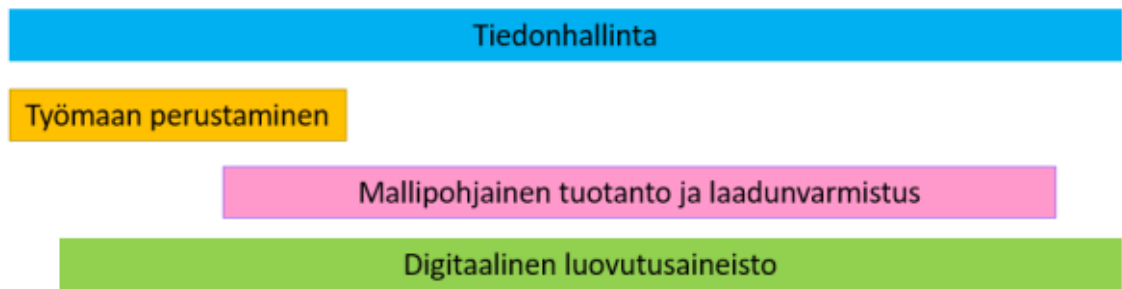 Tiedonhallinta
Työmaan perustaminen
Mallipohjainen tuotanto ja laadunvarmistus
Digitaalinen luovutusaineisto